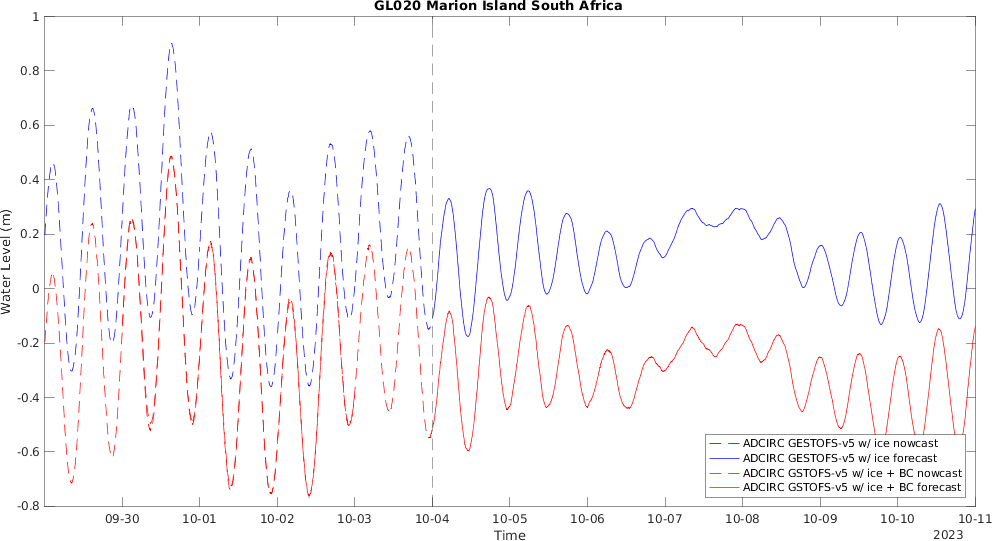 GL020 Marion Island South Africa
Water Level (m)
1
0.8
0.6
0.4
0.2
0
-0.2
-0.4
-0.6
-0.8
ADCIRC GESTOFS-v5 w/ ice nowcast
ADCIRC GESTOFS-v5 w/ ice forecast
ADCIRC GSTOFS-v5 w/ ice + BC nowcast
ADCIRC GSTOFS-v5 w/ ice + BC forecast
09-30 10-01 10-02 10-03 10-04 10-05 10-06 10-07 10-08 10-09 10-10 10-11
Time
2023